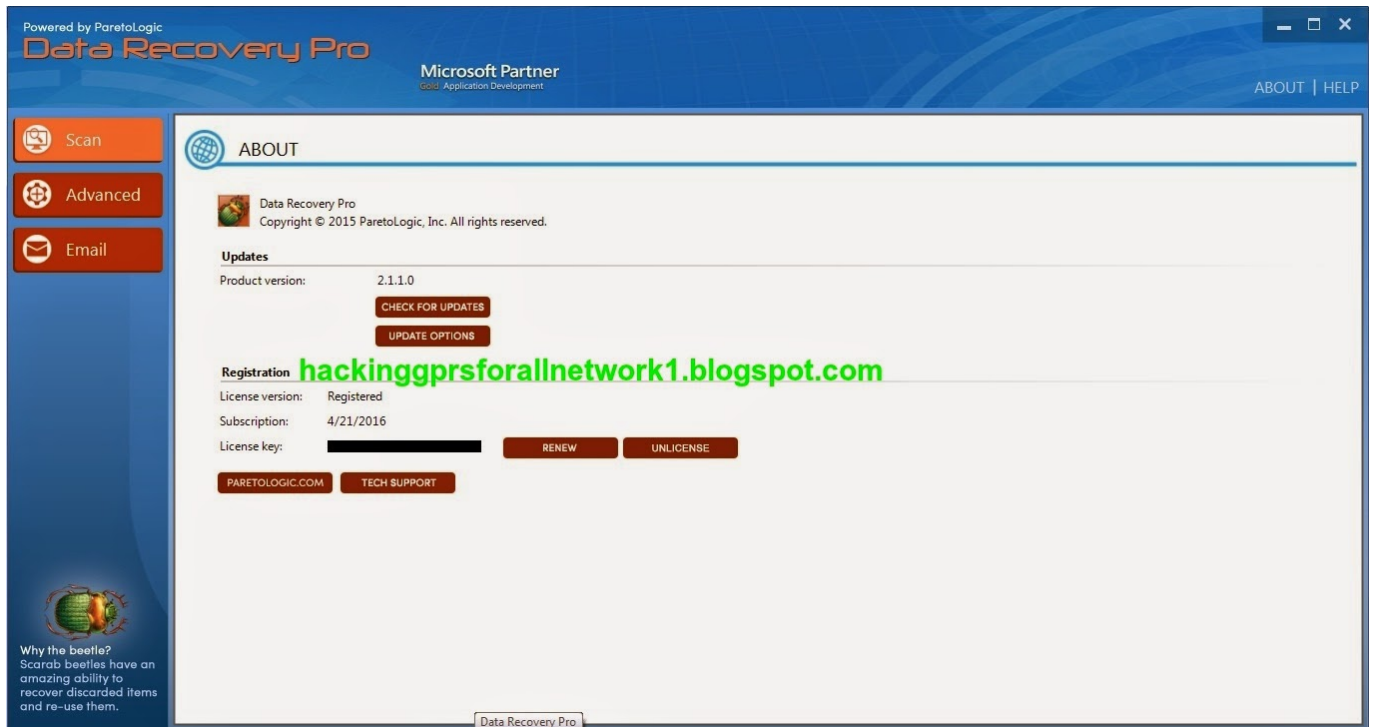 Powered by ParetoLogic
Data Recovery Pro
Microsoft Partner
Gold Application Development
ABOUT | HELP
Scan
Advanced
Email
ABOUT
Data Recovery Pro
Copyright © 2015 ParetoLogic, Inc. All rights reserved.
Updates
Product version: 2.1.1.0
CHECK FOR UPDATES
UPDATE OPTIONS
Registration hackinggprsforallnetwork1.blogspot.com
License version: Registered
Subscription: 4/21/2016
License key: RENEW UNLICENSE
PARETOLOGIC.COM TECH SUPPORT
Why the beetle?
Scarab beetles have an
amazing ability to
recover discarded items
and re-use them.
Data Recovery Pro